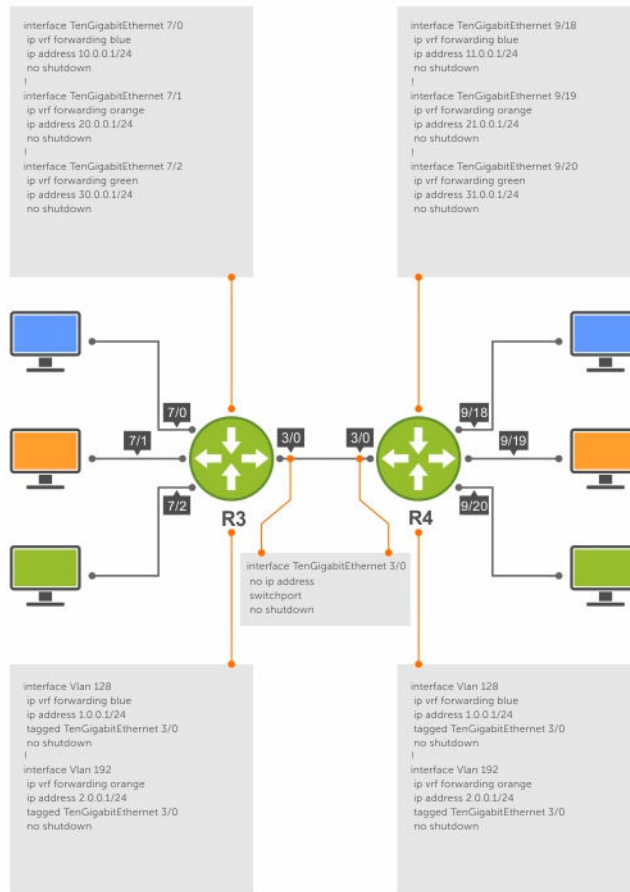 interface TenGigabitEthernet 7/0
ip vrf forwarding blue
ip address 10.0.0.1/24
no shutdown
!
interface TenGigabitEthernet 7/1
ip vrf forwarding orange
ip address 20.0.0.1/24
no shutdown
!
interface TenGigabitEthernet 7/2
ip vrf forwarding green
ip address 30.0.0.1/24
no shutdown
interface TenGigabitEthernet 9/18
ip vrf forwarding blue
ip address 11.0.0.1/24
no shutdown
!
interface TenGigabitEthernet 9/19
ip vrf forwarding orange
ip address 21.0.0.1/24
no shutdown
!
interface TenGigabitEthernet 9/20
ip vrf forwarding green
ip address 31.0.0.1/24
no shutdown
7/0
7/1
7/2
3/0
3/0
9/18
9/19
9/20
R3
R4
interface TenGigabitEthernet 3/0
no ip address
switchport
no shutdown
interface Vlan 128
ip vrf forwarding blue
ip address 1.0.0.1/24
tagged TenGigabitEthernet 3/0
no shutdown
!
interface Vlan 192
ip vrf forwarding orange
ip address 2.0.0.1/24
tagged TenGigabitEthernet 3/0
no shutdown
interface Vlan 128
ip vrf forwarding blue
ip address 1.0.0.1/24
tagged TenGigabitEthernet 3/0
no shutdown
!
interface Vlan 192
ip vrf forwarding orange
ip address 2.0.0.1/24
tagged TenGigabitEthernet 3/0
no shutdown